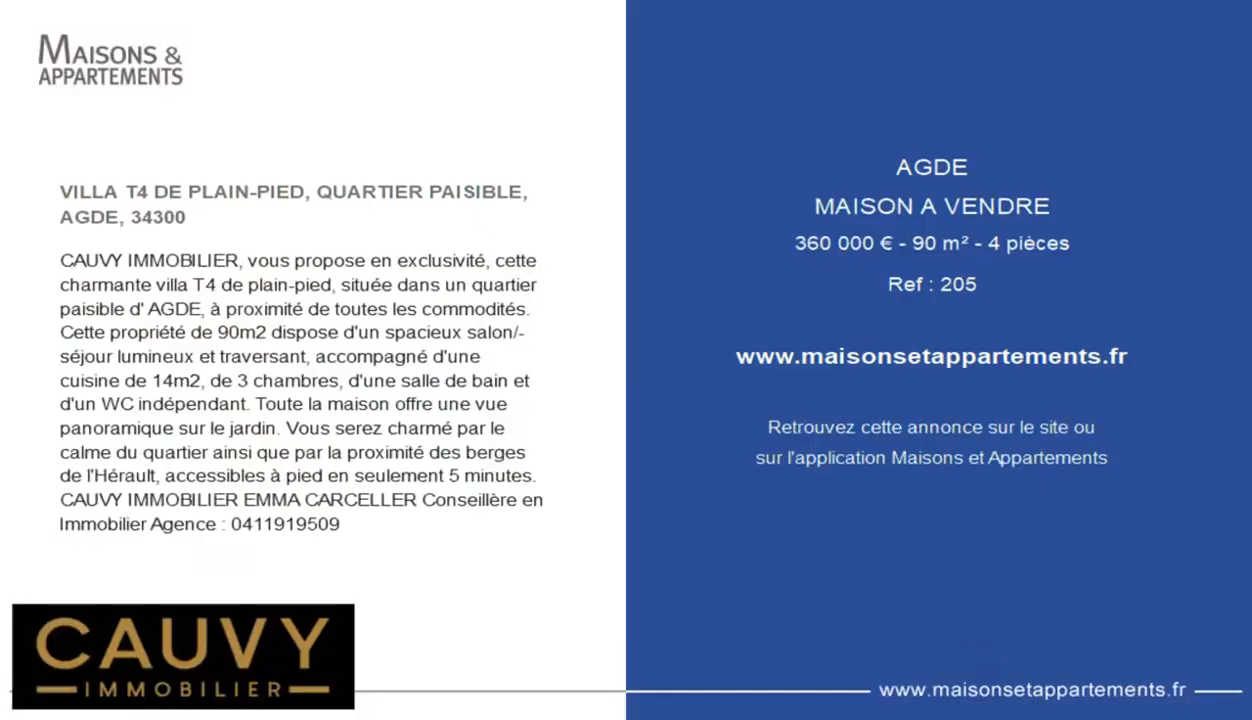 MAISONS &
APPARTEMENTS
VILLA T4 DE PLAIN-PIED, QUARTIER PAISIBLE,
AGDE, 34300
CAUVY IMMOBILIER, vous propose en exclusivité, cette
charmante villa T4 de plain-pied, située dans un quartier
paisible d' AGDE, à proximité de toutes les commodités.
Cette propriété de 90m2 dispose d'un spacieux salon/-
séjour lumineux et traversant, accompagné d'une
cuisine de 14m2, de 3 chambres, d'une salle de bain et
d'un WC indépendant. Toute la maison offre une vue
panoramique sur le jardin. Vous serez charmé par le
calme du quartier ainsi que par la proximité des berges
de l'Hérault, accessibles à pied en seulement 5 minutes.
CAUVY IMMOBILIER EMMA CARCELLER Conseillère en
Immobilier Agence : 0411919509
CAUVY
IMMOBILIER
AGDE
MAISON A VENDRE
360 000 € - 90 m² - 4 pièces
Ref : 205
www.maisonsetappartements.fr
Retrouvez cette annonce sur le site ou
sur l'application Maisons et Appartements
www.maisonsetappartements.fr